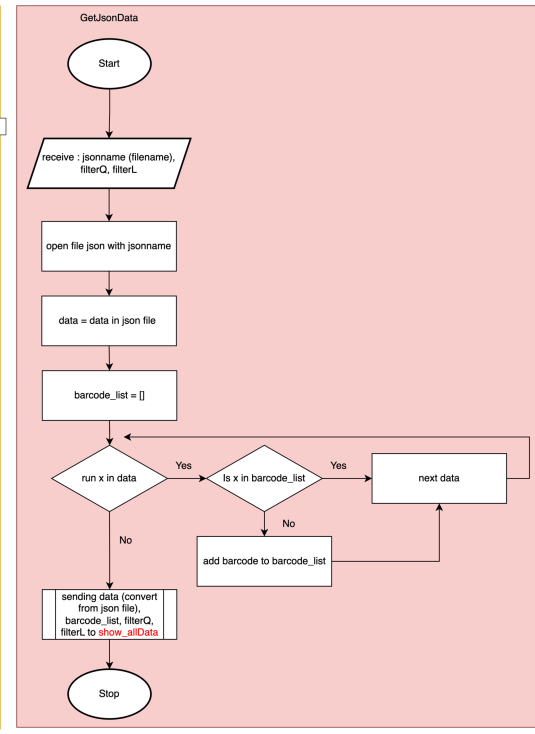 GetJsonData
Start
receive : jsonname (filename),
filterQ, filterL
open file json with jsonname
data = data in json file
barcode_list = []
run x in data
Yes
Is x in barcode_list
Yes
next data
No
No
add barcode to barcode_list
sending data (convert
from json file),
barcode_list, filterQ,
filterL to show_allData
Stop